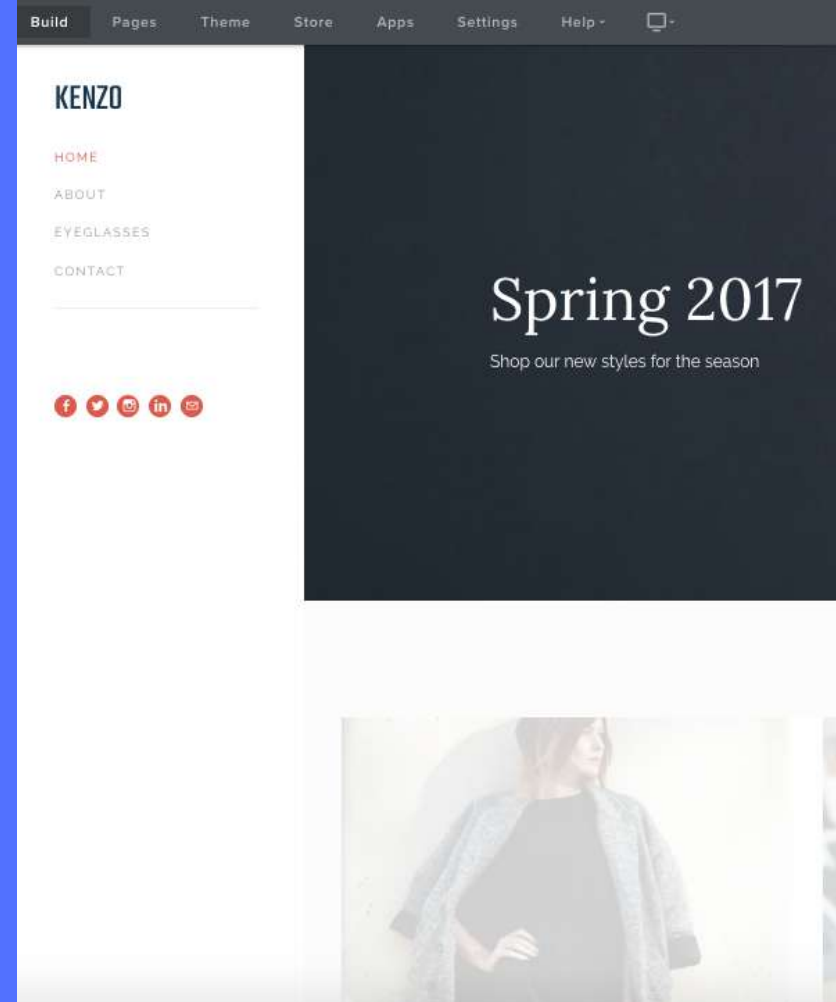 Build Pages Theme Store Apps Settings Help
KENZO
HOME
ABOUT
EYEGLASSES
CONTACT
Spring 2017
Shop our new styles for the season
in